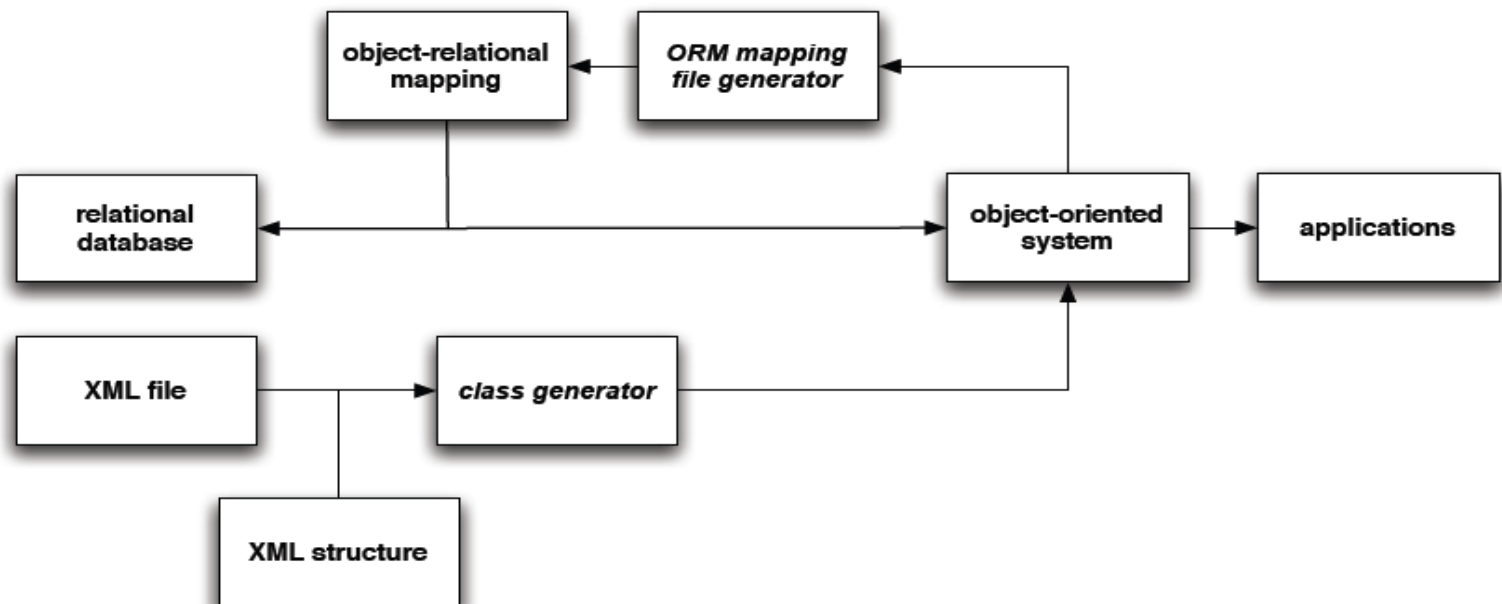 object-relational
mapping
ORM mapping
file generator
relational
database
object-oriented
system
applications
XML file
class generator
XML structure